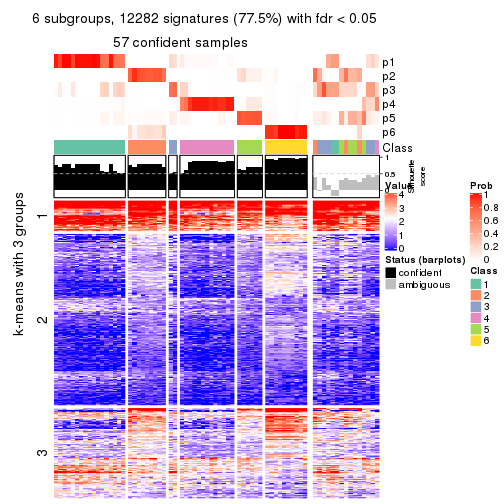 6 subgroups, 12282 signatures (77.5%) with fdr < 0.05
57 confident samples
p1
p2
p3
p4
p5
p6
Class
1
0.5
0
Silhouette
score
k-means with 3 groups
1
2
3
Value
4
3
2
1
0
Status (barplots)
confident
ambiguous
Prob
1
0.8
0.6
0.4
0.2
0
Class
1
2
3
4
5
6